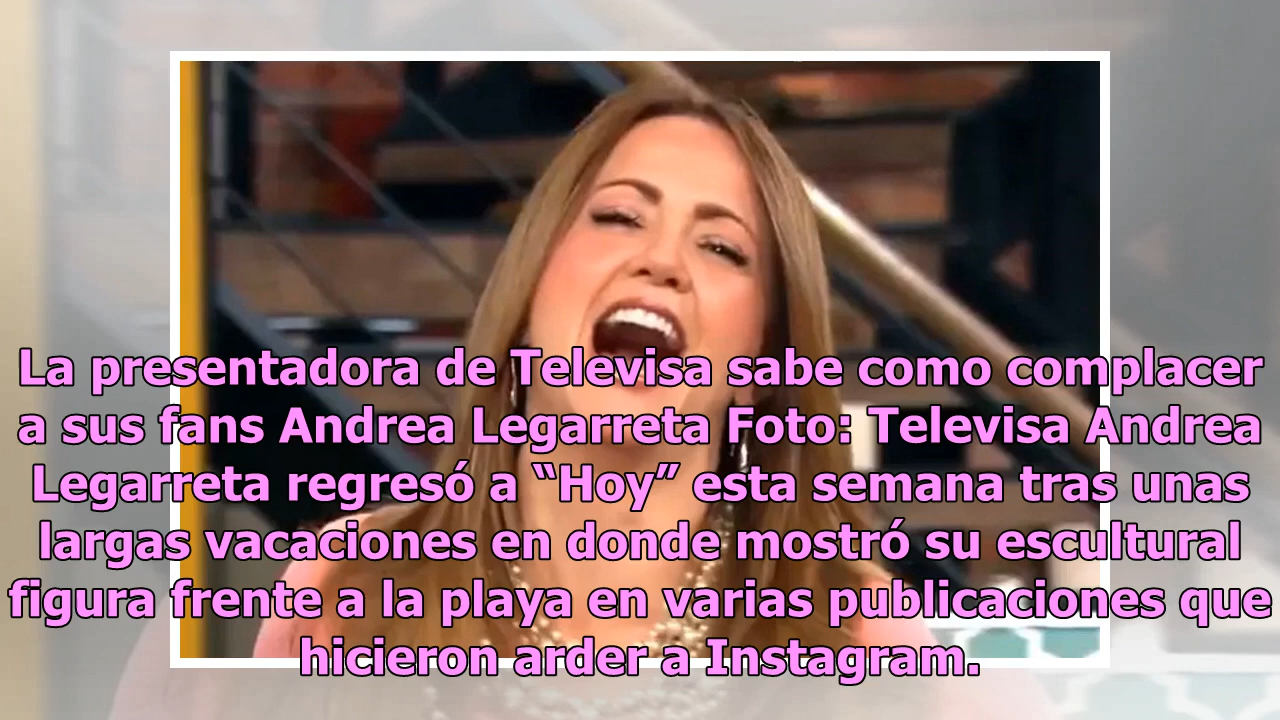 La presentadora de Televisa sabe como complacer
a sus fans Andrea Legarreta Foto: Televisa Andrea
Legarreta regresó a “Hoy” esta semana tras unas
largas vacaciones en donde mostró su escultural
figura frente a la playa en varias publicaciones que
hicieron arder a Instagram.